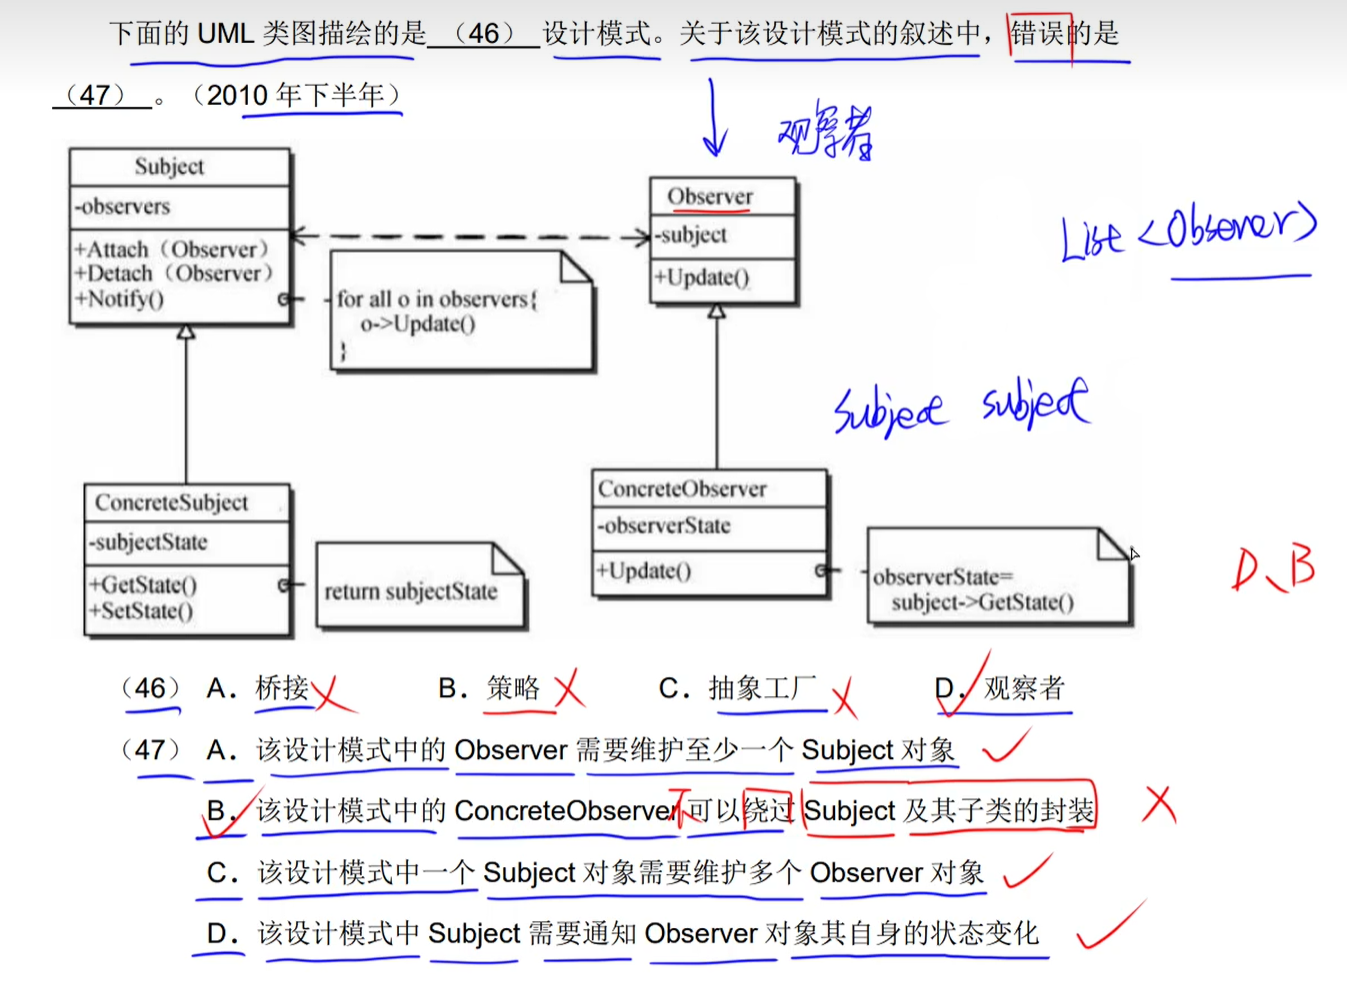 下面的 UML 类图描绘的是 （46） 设计模式。关于该设计模式的叙述中，错误的是
（47） 。（2010 年下半年）
观察者
Subject
-observers
+Attach（Observer）
+Detach（Observer）
+Notify()
for all o in observers{
o->Update()
}
Observer
-subject
+Update()
List <Observer>
Subject subject
ConcreteSubject
-subjectState
+GetState()
+SetState()
return subjectState
ConcreteObserver
-observerState
+Update()
observerState=
subject->GetState()
D、B
（46） A．桥接 B．策略 C．抽象工厂 D．观察者
（47） A．该设计模式中的 Observer 需要维护至少一个 Subject 对象
B．该设计模式中的 ConcreteObserver 不可以绕过 Subject 及其子类的封装
C．该设计模式中一个 Subject 对象需要维护多个 Observer 对象
D．该设计模式中 Subject 需要通知 Observer 对象其自身的状态变化